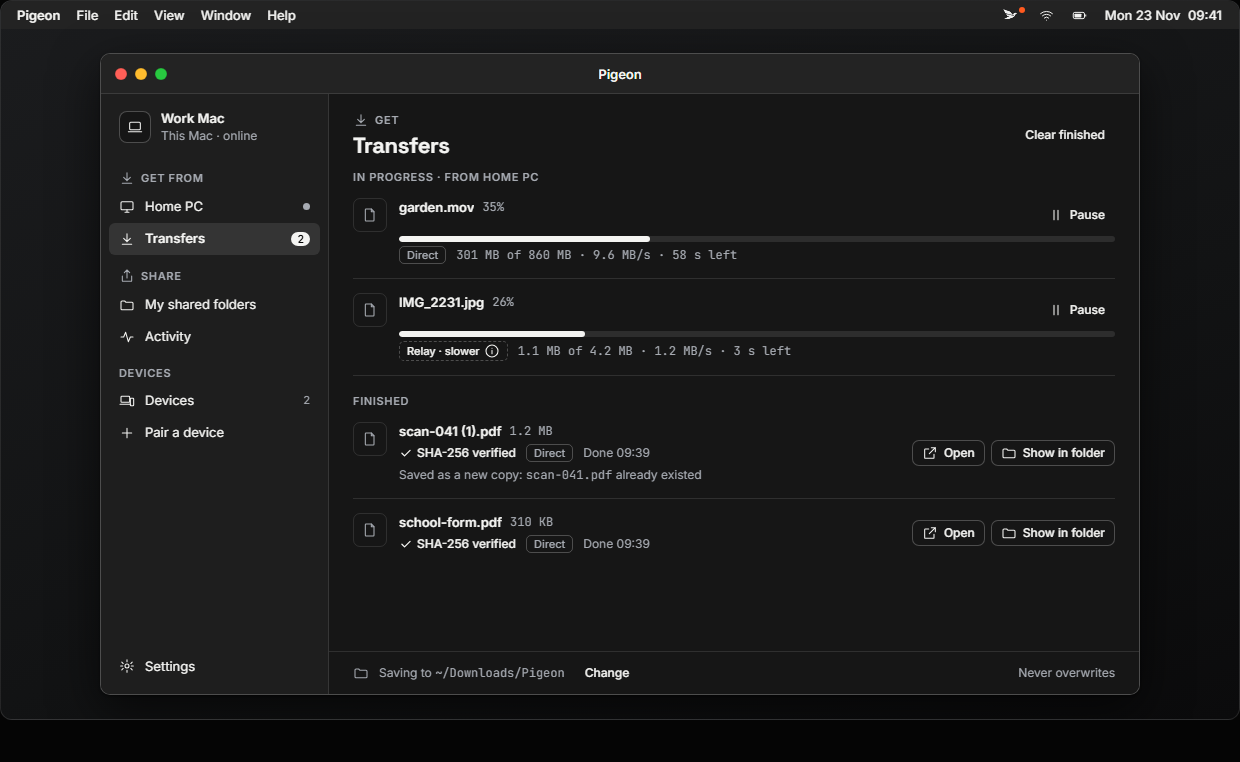 Pigeon File Edit View Window Help Mon 23 Nov 09:41
Pigeon
Work Mac
This Mac · online
GET FROM
Home PC
Transfers 2
SHARE
My shared folders
Activity
DEVICES
Devices 2
Pair a device
Settings
GET
Transfers
Clear finished
IN PROGRESS · FROM HOME PC
garden.mov 35%
Pause
Direct 301 MB of 860 MB · 9.6 MB/s · 58 s left
IMG_2231.jpg 26%
Pause
Relay · slower 1.1 MB of 4.2 MB · 1.2 MB/s · 3 s left
FINISHED
scan-041 (1).pdf 1.2 MB
SHA-256 verified Direct Done 09:39
Open Show in folder
Saved as a new copy: scan-041.pdf already existed
school-form.pdf 310 KB
Open Show in folder
SHA-256 verified Direct Done 09:39
Saving to ~/Downloads/Pigeon Change Never overwrites